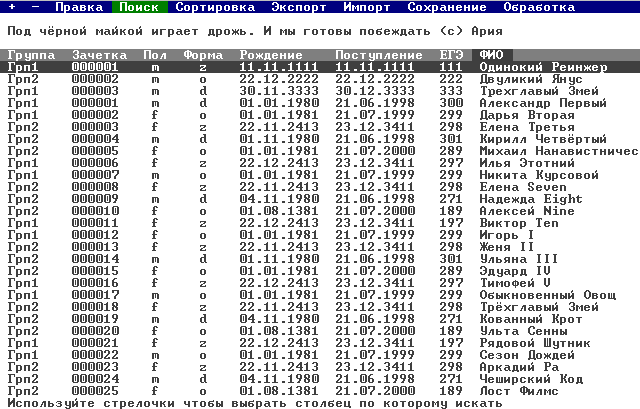 + - Правка Поиск Сортировка Экспорт Импорт Сохранение Обработка
Под чёрной майкой играет дрожь. И мы готовы побеждать (с) Ария
Группа Зачетка Пол Форма Рождение Поступление ЕГЭ ФИО
Грп1 000001 m z 11.11.1111 11.11.1111 111 Одинокий Реинжер
Грп2 000002 m o 22.12.2222 22.12.2222 222 Двуликий Янус
Грп2 000003 m d 30.11.3333 30.12.3333 333 Трехглавый Змей
Грп1 000001 m d 01.01.1980 21.06.1998 300 Александр Первый
Грп1 000002 f o 01.01.1981 21.07.1999 299 Дарья Вторая
Грп2 000003 f z 22.11.2413 23.12.3411 298 Елена Третья
Грп2 000004 m d 01.11.1980 21.06.1998 301 Кирилл Четвёртый
Грп2 000005 f o 01.01.1981 21.07.2000 289 Михаил Нанавистничес
Грп1 000006 f z 22.12.2413 23.12.3411 297 Илья Этотний
Грп1 000007 m o 01.01.1981 21.07.1999 299 Никита Курсовой
Грп2 000008 f z 22.11.2413 23.12.3411 298 Елена Seven
Грп2 000009 m d 04.11.1980 21.06.1998 271 Надежда Eight
Грп2 000010 f o 01.08.1381 21.07.2000 189 Алексей Nine
Грп1 000011 f z 22.12.2413 23.12.3411 197 Виктор Ten
Грп1 000012 f o 01.01.1981 21.07.1999 299 Игорь I
Грп2 000013 f z 22.11.2413 23.12.3411 298 Женя II
Грп2 000014 m d 04.11.1980 21.06.1998 301 Ульяна III
Грп2 000015 f o 01.01.1981 21.07.2000 289 Эдуард IV
Грп1 000016 f z 22.12.2413 23.12.3411 297 Тимофей V
Грп1 000017 m o 01.01.1981 21.07.1999 299 Обыкновенный Овощ
Грп2 000018 f z 22.11.2413 23.12.3411 298 Трёхглавый Змей
Грп2 000019 m d 04.11.1980 21.06.1998 271 Кованный Крот
Грп2 000020 f o 01.08.1381 21.07.2000 189 Ульта Сенны
Грп1 000021 f z 22.12.2413 23.12.3411 197 Рядовой Шутник
Грп1 000022 m o 01.01.1981 21.07.1999 299 Сезон Дождей
Грп2 000023 f z 22.11.2413 23.12.3411 298 Аркадий Ра
Грп2 000024 m d 04.11.1980 21.06.1998 271 Чеширский Код
Грп2 000025 f o 01.08.1381 21.07.2000 189 Лост Филмс
Используйте стрелочки чтобы выбрать столбец по которому искать